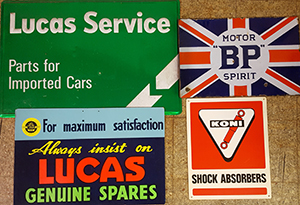 Lucas Service
Parts for
Imported Cars
MOTOR
"BP"
SPIRIT
For maximum satisfaction
Always insist on
LUCAS
GENUINE SPARES
KONI
SHOCK ABSORBERS